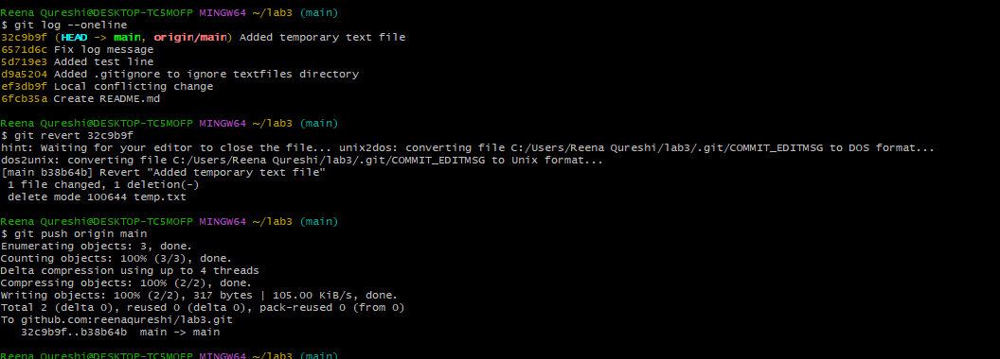 Reena Qureshi@DESKTOP-TC5MOFP MINGW64 ~/lab3 (main)
$ git log --oneline
32c9b9f (HEAD -> main, origin/main) Added temporary text file
6571d6c Fix log message
5d719e3 Added test line
d9a5204 Added .gitignore to ignore textfiles directory
ef3db9f Local conflicting change
6fcb35a Create README.md
Reena Qureshi@DESKTOP-TC5MOFP MINGW64 ~/lab3 (main)
$ git revert 32c9b9f
hint: Waiting for your editor to close the file... unix2dos: converting file C:/Users/Reena Qureshi/lab3/.git/COMMIT_EDITMSG to DOS format...
dos2unix: converting file C:/Users/Reena Qureshi/lab3/.git/COMMIT_EDITMSG to Unix format...
[main b38b64b] Revert "Added temporary text file"
 1 file changed, 1 deletion(-)
 delete mode 100644 temp.txt
Reena Qureshi@DESKTOP-TC5MOFP MINGW64 ~/lab3 (main)
$ git push origin main
Enumerating objects: 3, done.
Counting objects: 100% (3/3), done.
Delta compression using up to 4 threads
Compressing objects: 100% (2/2), done.
Writing objects: 100% (2/2), 317 bytes | 105.00 KiB/s, done.
Total 2 (delta 0), reused 0 (delta 0), pack-reused 0 (from 0)
To github.com:reenaqureshi/lab3.git
   32c9b9f..b38b64b  main -> main
Reena Qureshi@DESKTOP-TC5MOFP MINGW64 ~/lab3 (main)